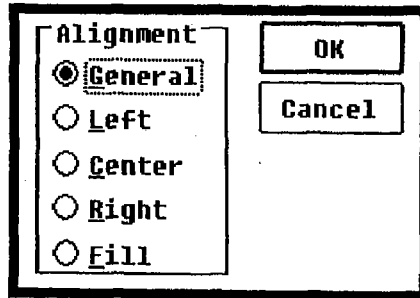 Alignment
General
Left
Center
Right
Fill
OK
Cancel